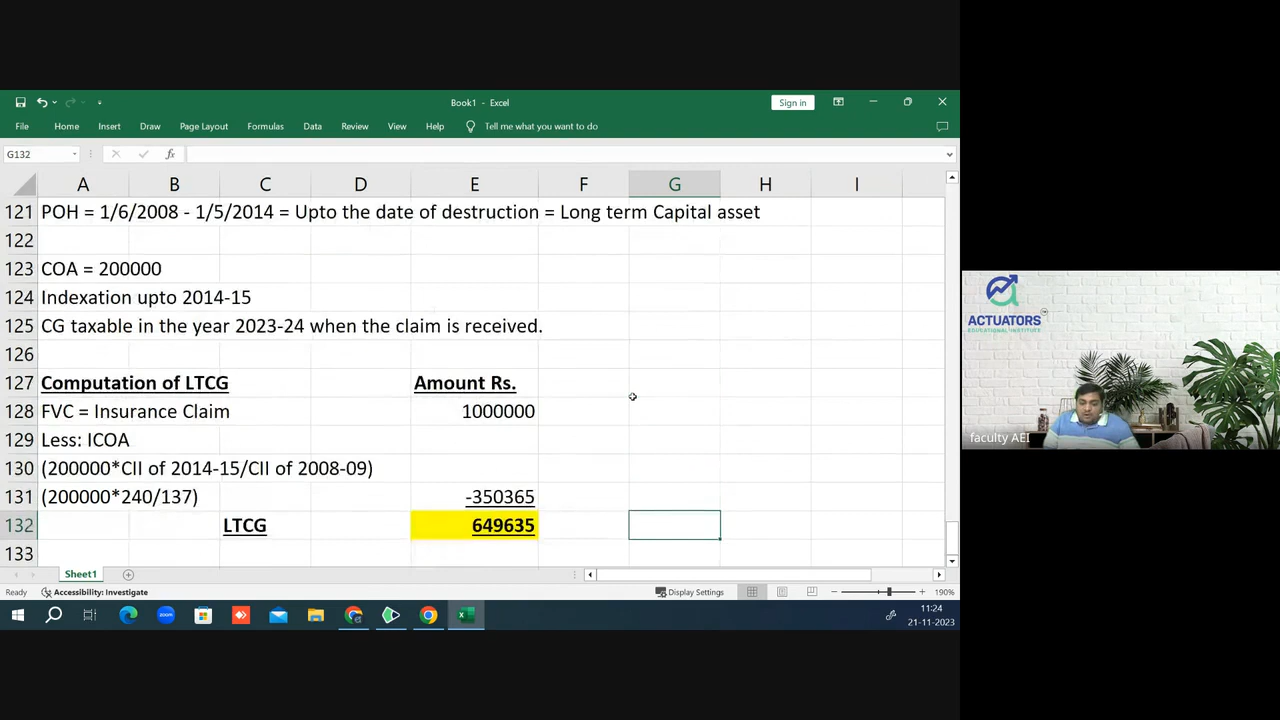 Book1 - Excel
Sign in
File Home Insert Draw Page Layout Formulas Data Review View Help Tell me what you want to do
G132
fx
A B C D E F G H I
121 POH = 1/6/2008 - 1/5/2014 = Upto the date of destruction = Long term Capital asset
122
123 COA = 200000
124 Indexation upto 2014-15
125 CG taxable in the year 2023-24 when the claim is received.
126
127 Computation of LTCG Amount Rs.
128 FVC = Insurance Claim 1000000
129 Less: ICOA
130 (200000*CII of 2014-15/CII of 2008-09)
131 (200000*240/137) -350365
132 LTCG 649635
133
Sheet1
Ready Accessibility: Investigate Display Settings 190%
zoom
11:24
21-11-2023
ACTUATORS
EDUCATIONAL INSTITUTE
TM
faculty AEI